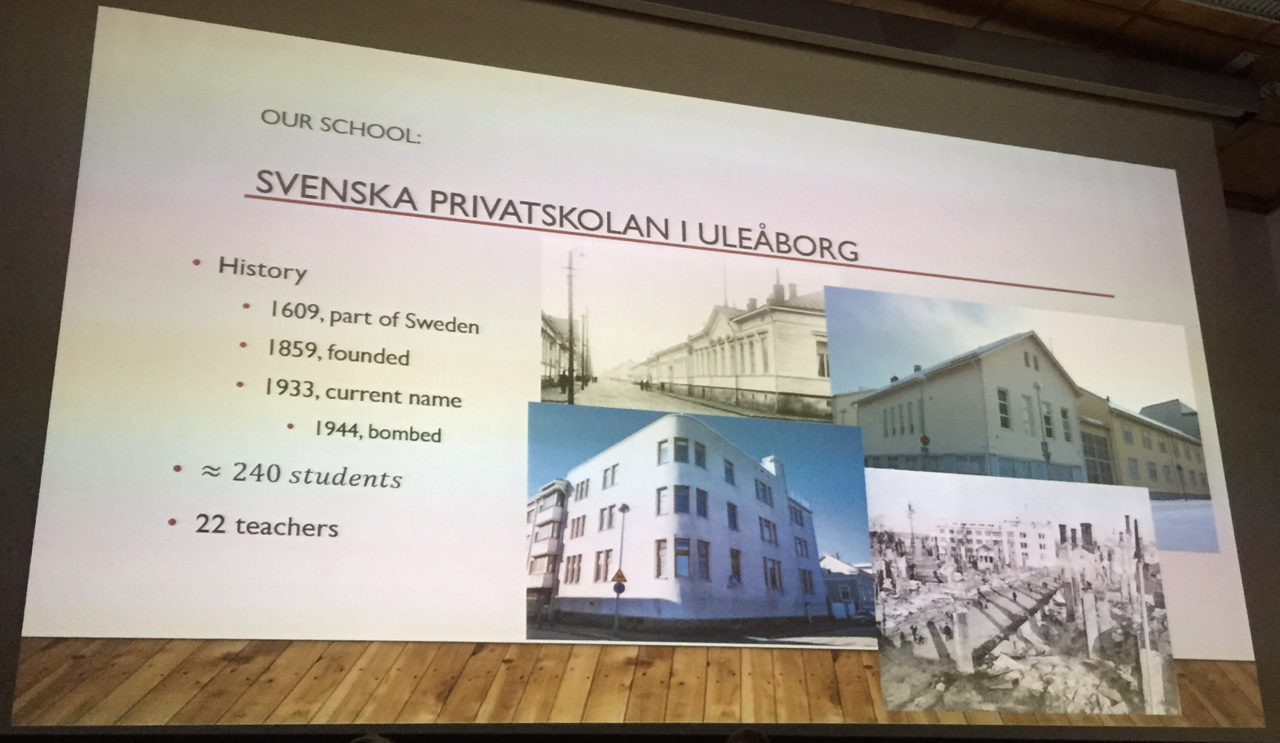 OUR SCHOOL:
SVENSKA PRIVATSKOLAN I ULEÅBORG
• History
• 1609, part of Sweden
• 1859, founded
• 1933, current name
• 1944, bombed
• ≈ 240 students
• 22 teachers